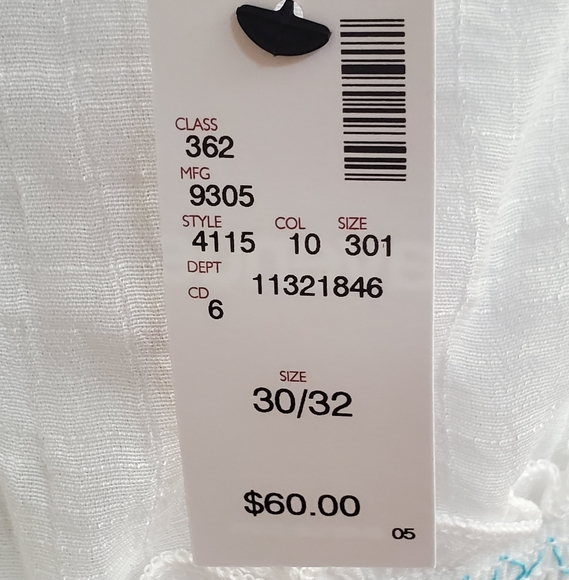 CLASS
362
MFG
9305
STYLE COL SIZE
4115 10 301
DEPT
11321846
CD
6
SIZE
30/32
$60.00
05